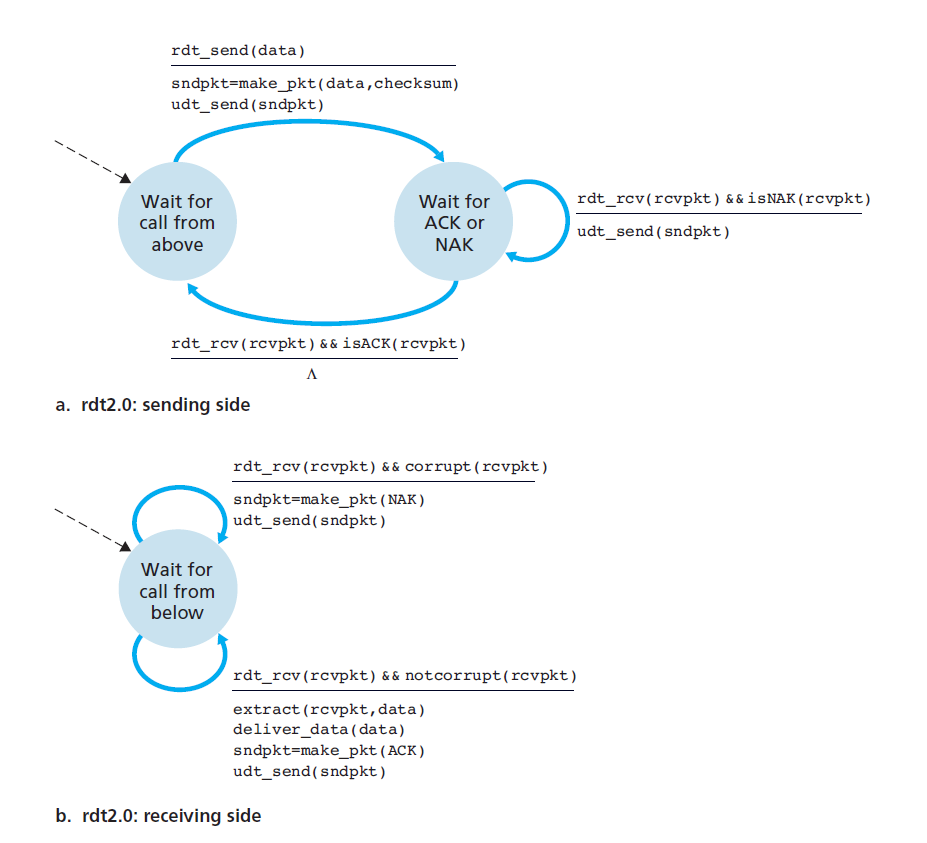 rdt_send(data)
sndpkt=make_pkt(data,checksum)
udt_send(sndpkt)
Wait for
call from
above
Wait for
ACK or
NAK
rdt_rcv(rcvpkt)&&isNAK(rcvpkt)
udt_send(sndpkt)
rdt_rcv(rcvpkt)&&isACK(rcvpkt)
Λ
a. rdt2.0: sending side
rdt_rcv(rcvpkt)&&corrupt(rcvpkt)
sndpkt=make_pkt(NAK)
udt_send(sndpkt)
Wait for
call from
below
rdt_rcv(rcvpkt)&&notcorrupt(rcvpkt)
extract(rcvpkt,data)
deliver_data(data)
sndpkt=make_pkt(ACK)
udt_send(sndpkt)
b. rdt2.0: receiving side